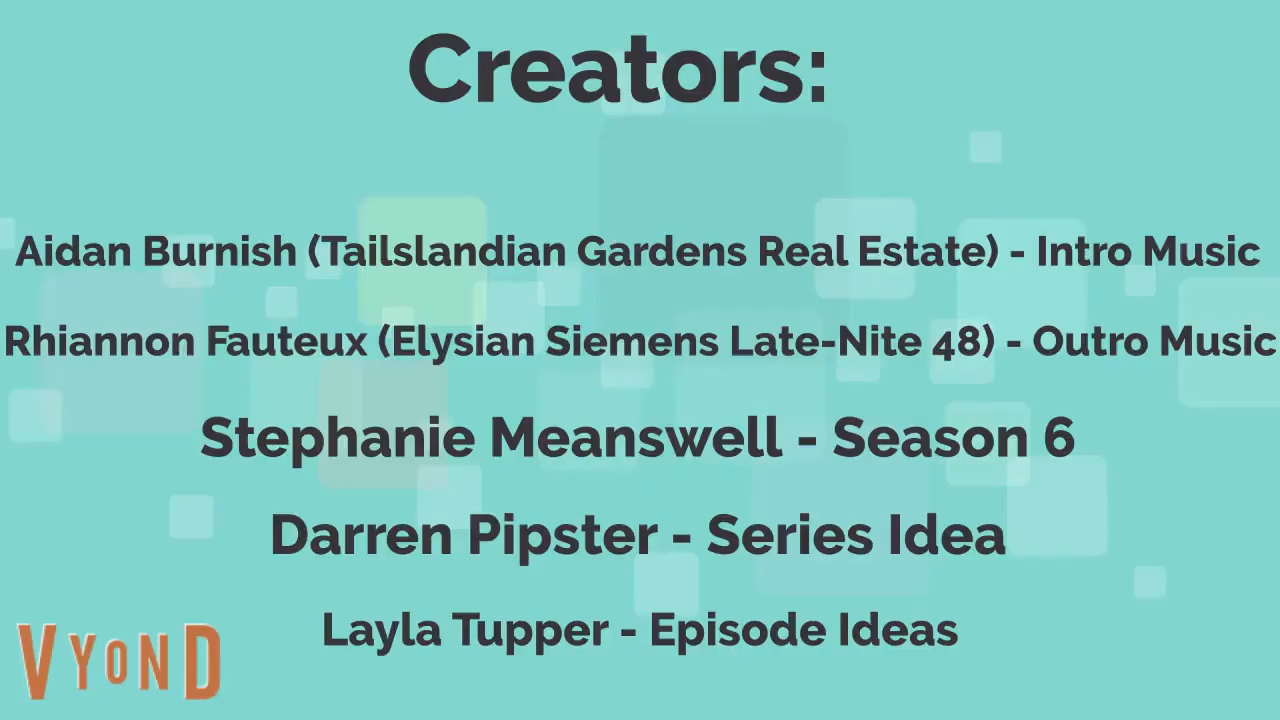 Creators:
Aidan Burnish (Tailslandian Gardens Real Estate) - Intro Music
Rhiannon Fauteux (Elysian Siemens Late-Nite 48) - Outro Music
Stephanie Meanswell - Season 6
Darren Pipster - Series Idea
Layla Tupper - Episode Ideas
VYOND